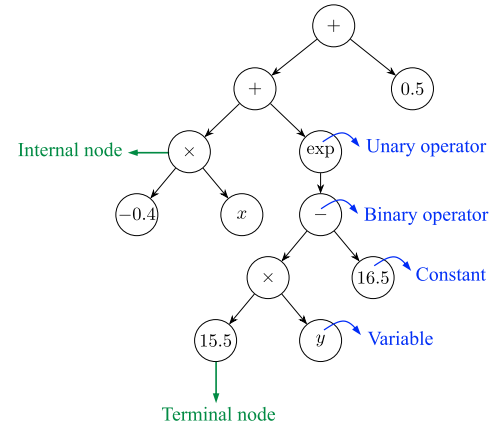 +
+
0.5
Internal node
×
exp
Unary operator
−0.4
x
−
Binary operator
×
16.5
Constant
15.5
y
Variable
Terminal node